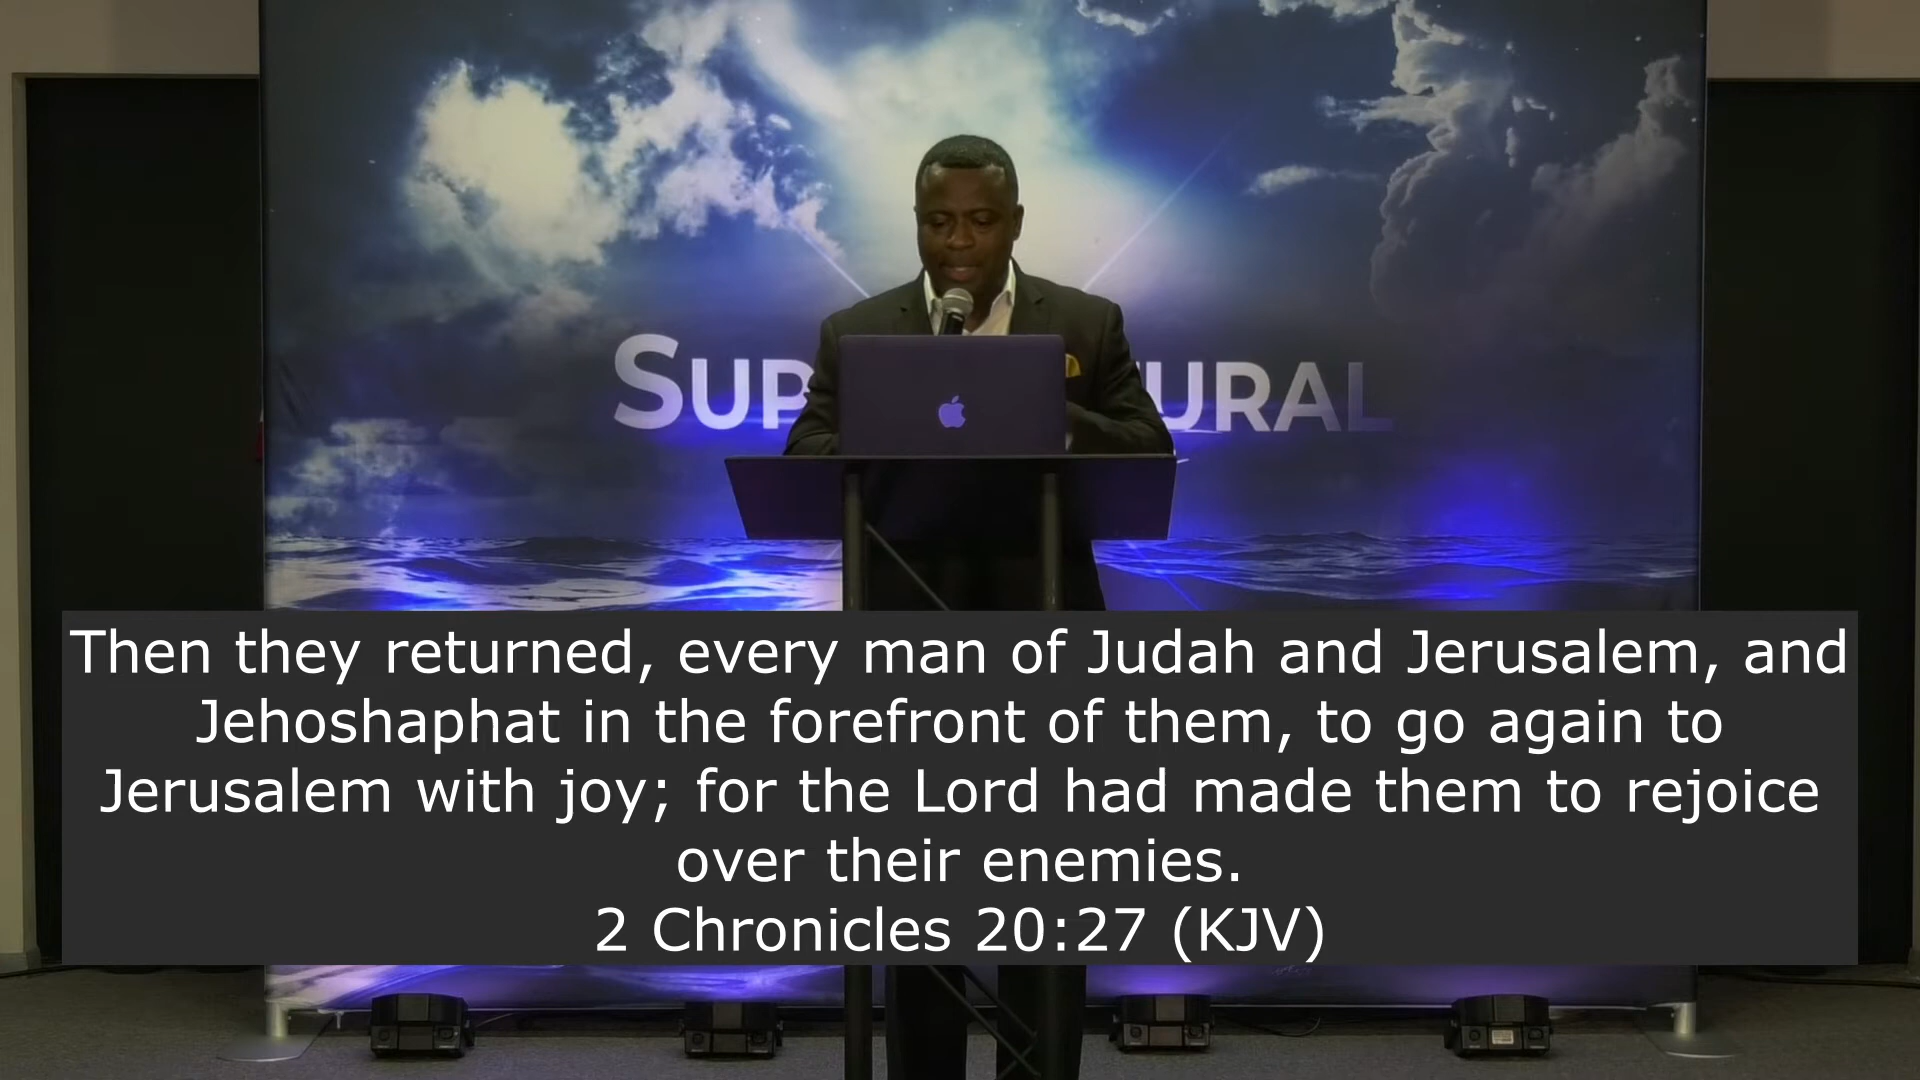 SUP URAL
Then they returned, every man of Judah and Jerusalem, and
Jehoshaphat in the forefront of them, to go again to
Jerusalem with joy; for the Lord had made them to rejoice
over their enemies.
2 Chronicles 20:27 (KJV)